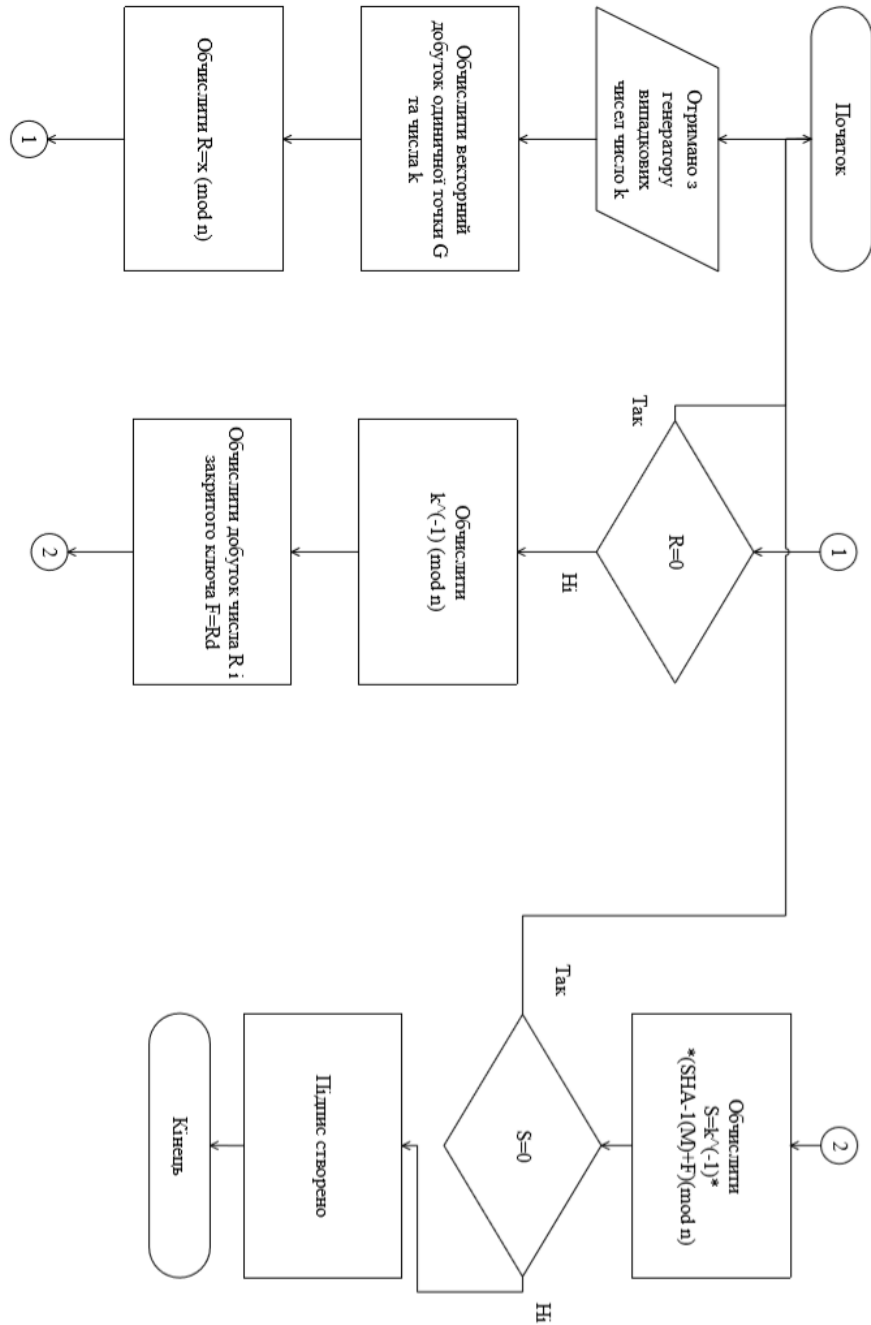 Початок
Отримано з
генератору
випадкових
чисел число k
Обчислити векторний
добуток одиничної точки G
та числа k
Обчислити R=x (mod n)
1
1
R=0
Так
Ні
Обчислити
k^(-1) (mod n)
Обчислити добуток числа R і
закритого ключа F=Rd
2
2
Обчислити
S=k^(-1)*
*(SHA-1(M)+F)(mod n)
S=0
Так
Ні
Підпис створено
Кінець